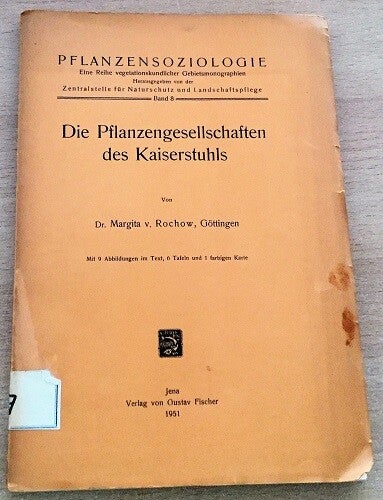 PFLANZENSOZIOLOGIE
Eine Reihe vegetationskundlicher Gebietsmonographien
Herausgegeben von der
Zentralstelle für Naturschutz und Landschaftspflege
Band 8
Die Pflanzengesellschaften
des Kaiserstuhls
Von
Dr. Margita v. Rochow, Göttingen
Mit 9 Abbildungen im Text, 6 Tafeln und 1 farbigen Karte
Jena
Verlag von Gustav Fischer
1951